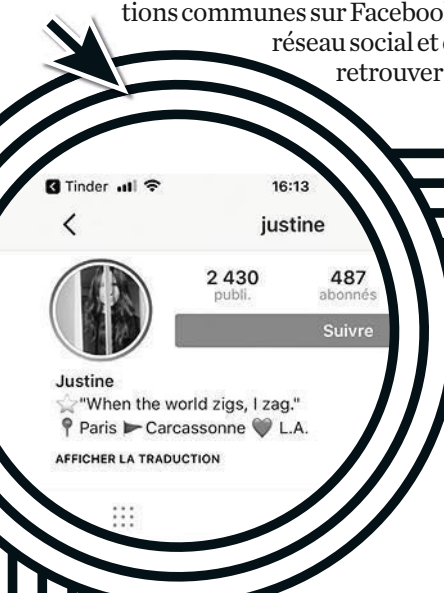 tions communes sur Faceboo
réseau social et
retrouver
Tinder 16:13
justine
2 430 487
publi. abonnés
Suivre
Justine
"When the world zigs, I zag."
Paris Carcassonne L.A.
AFFICHER LA TRADUCTION